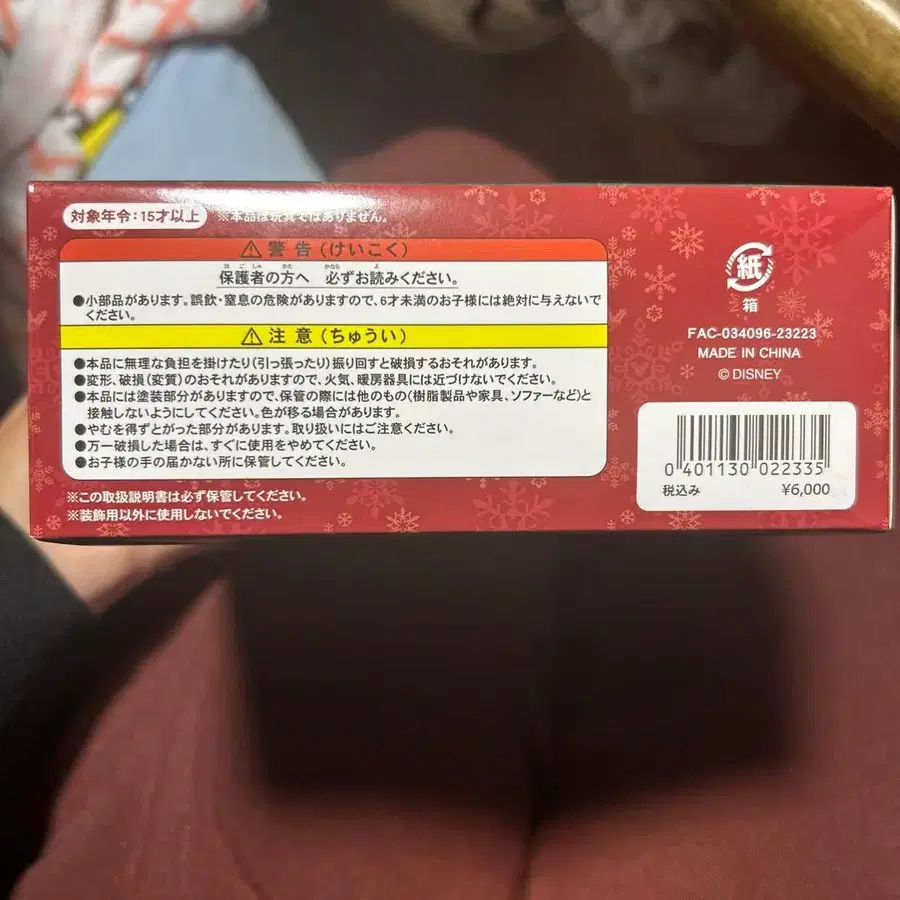 対象年令:15才以上 ※本品は玩具ではありません。
⚠警告(けいこく)
ほごしゃ かた かなら よ
保護者の方へ 必ずお読みください。
●小部品があります。誤飲・窒息の危険がありますので、6才未満のお子様には絶対に与えないで
ください。
⚠注意(ちゅうい)
●本品に無理な負担を掛けたり(引っ張ったり)振り回すと破損するおそれがあります。
●変形、破損(変質)のおそれがありますので、火気、暖房器具には近づけないでください。
●本品には塗装部分がありますので、保管の際には他のもの(樹脂製品や家具、ソファーなど)と
接触しないようにしてください。色が移る場合があります。
●やむを得ずとがった部分があります。取り扱いにはご注意ください。
●万一破損した場合は、すぐに使用をやめてください。
●お子様の手の届かない所に保管してください。
※この取扱説明書は必ず保管してください。
※装飾用以外に使用しないでください。
紙
箱
FAC-034096-23223
MADE IN CHINA
© DISNEY
0 401130 022335
税込み ¥6,000